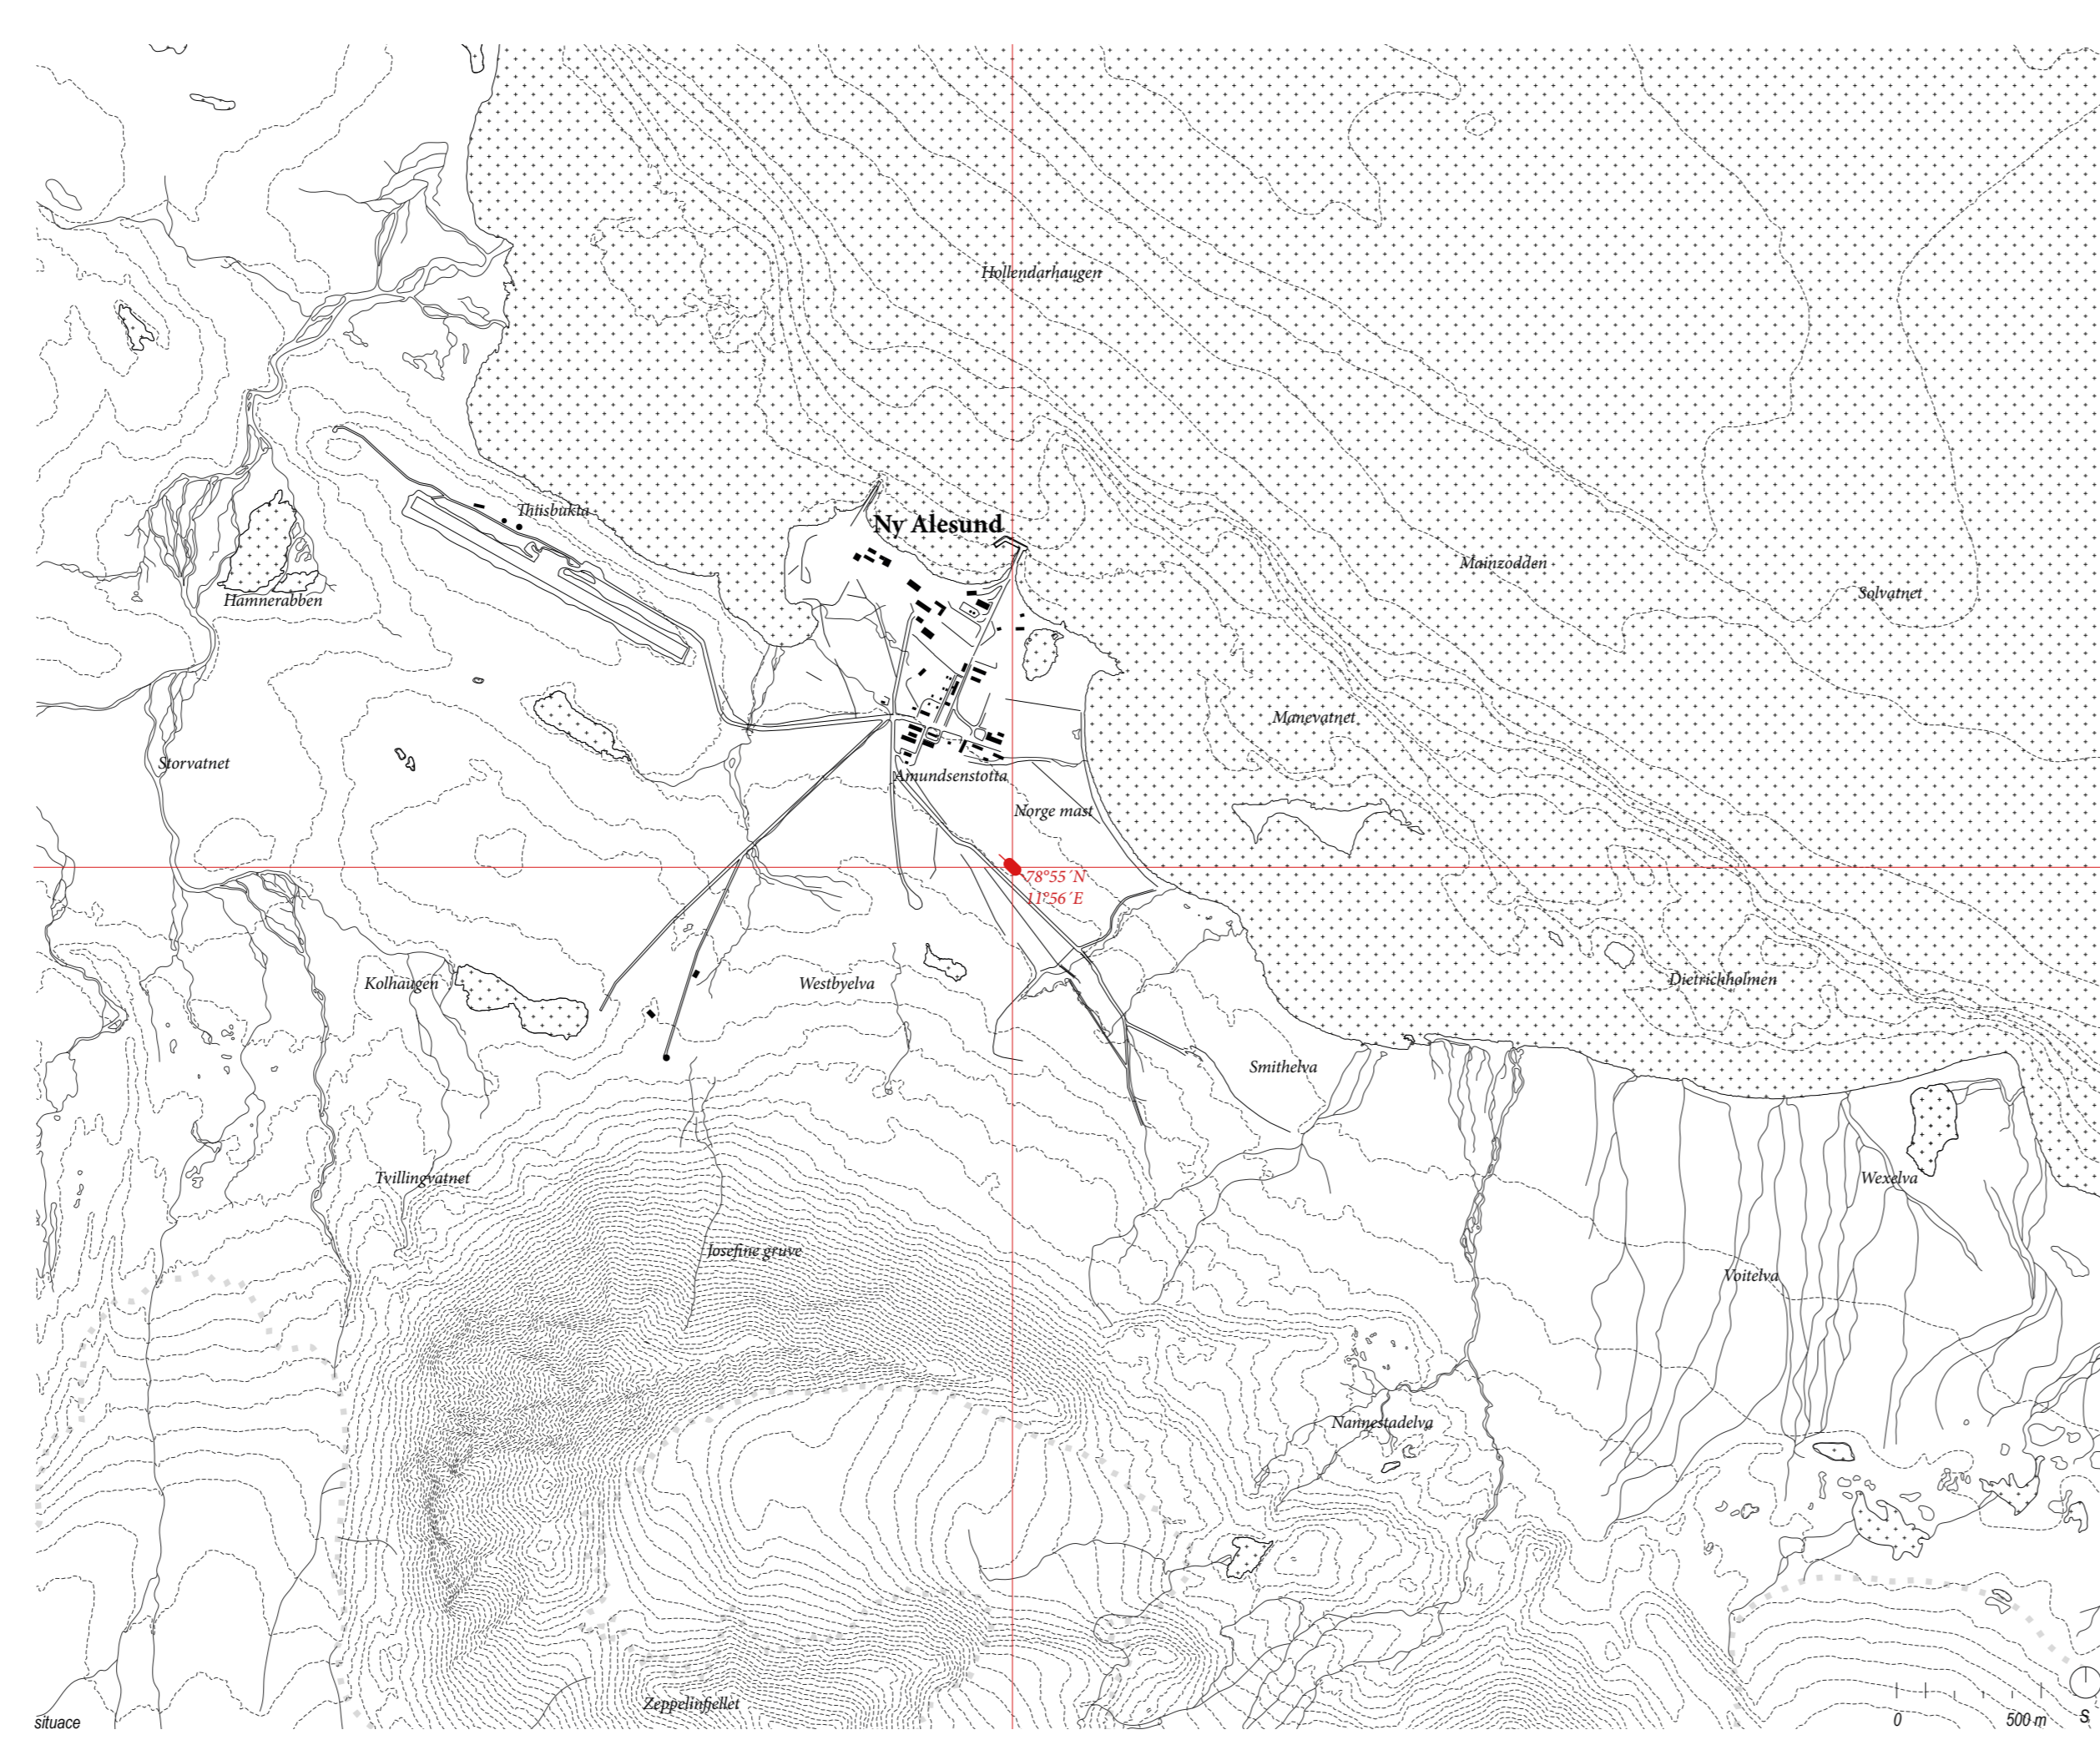 Hollendarhaugen
Thiisbukta
Ny Alesund
Mainzodden
Solvatnet
Hamnerabben
Manevatnet
Storvatnet
Amundsenstotta
Norge mast
78°55´N
11°56´E
Kolhaugen
Westbyelva
Dietrichholmen
Smithelva
Tvillingvatnet
Wexelva
Josefine gruve
Voitelva
Nannestadelva
Zeppelinfjellet
situace
0
500 m
S